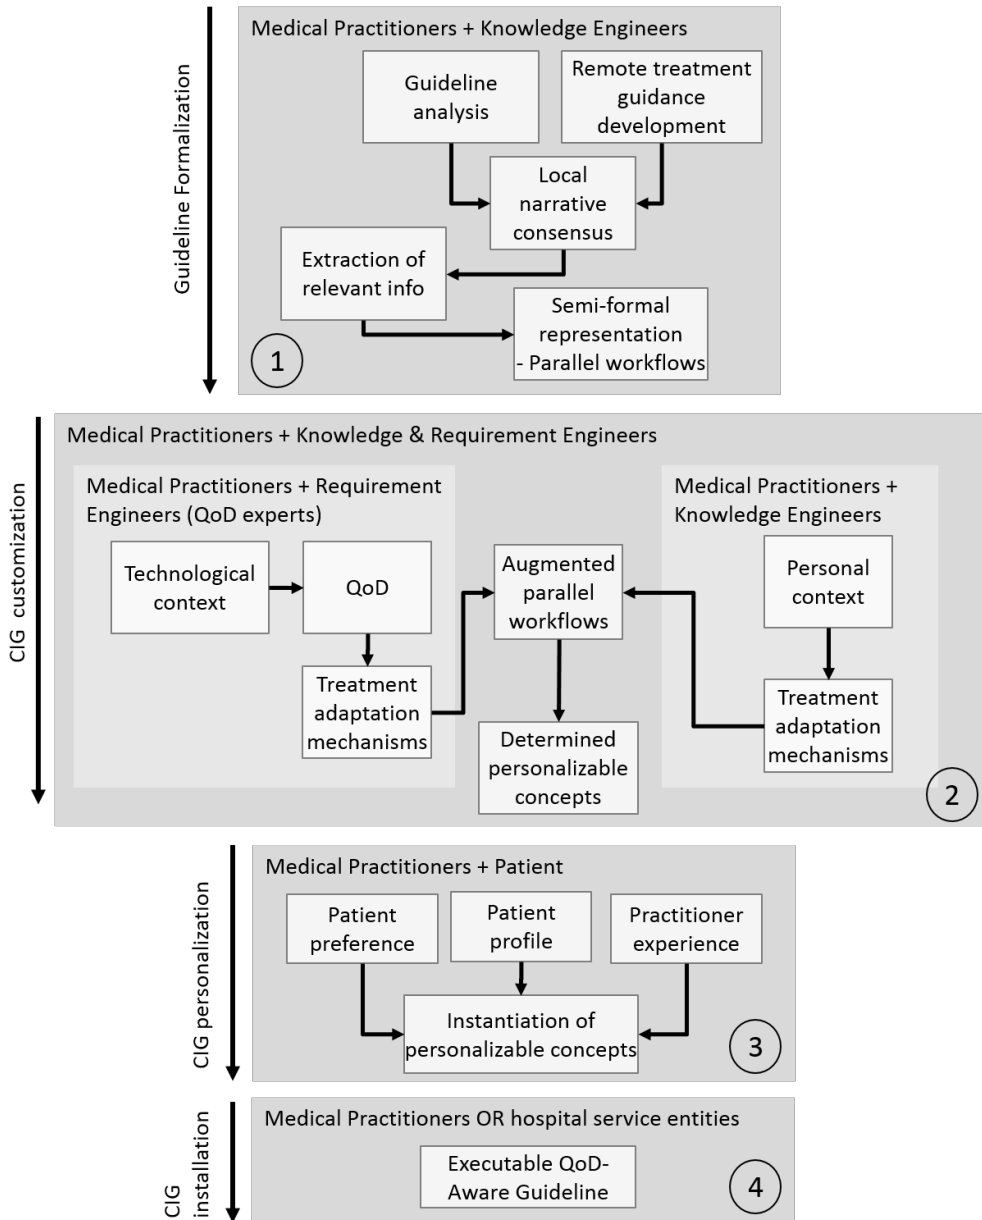 Guideline Formalization
Medical Practitioners + Knowledge Engineers
Guideline
analysis
Remote treatment
guidance
development
Local
narrative
consensus
Extraction of
relevant info
Semi-formal
representation
- Parallel workflows
1
CIG customization
Medical Practitioners + Knowledge & Requirement Engineers
Medical Practitioners + Requirement
Engineers (QoD experts)
Technological
context
QoD
Treatment
adaptation
mechanisms
Augmented
parallel
workflows
Determined
personalizable
concepts
Medical Practitioners +
Knowledge Engineers
Personal
context
Treatment
adaptation
mechanisms
2
CIG personalization
Medical Practitioners + Patient
Patient
preference
Patient
profile
Practitioner
experience
Instantiation of
personalizable concepts
3
CIG
installation
Medical Practitioners OR hospital service entities
Executable QoD-
Aware Guideline
4